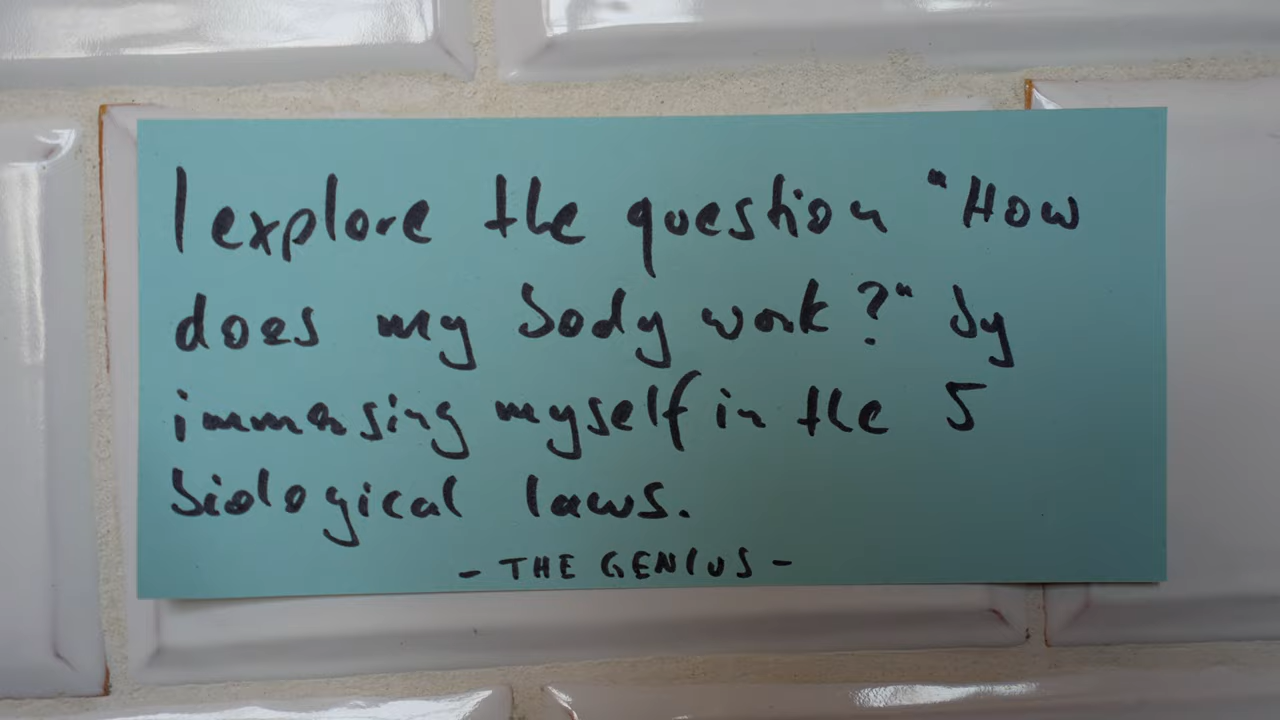 I explore the question "How
does my body work?" by
immersing myself in the 5
biological laws.
- THE GENIUS -